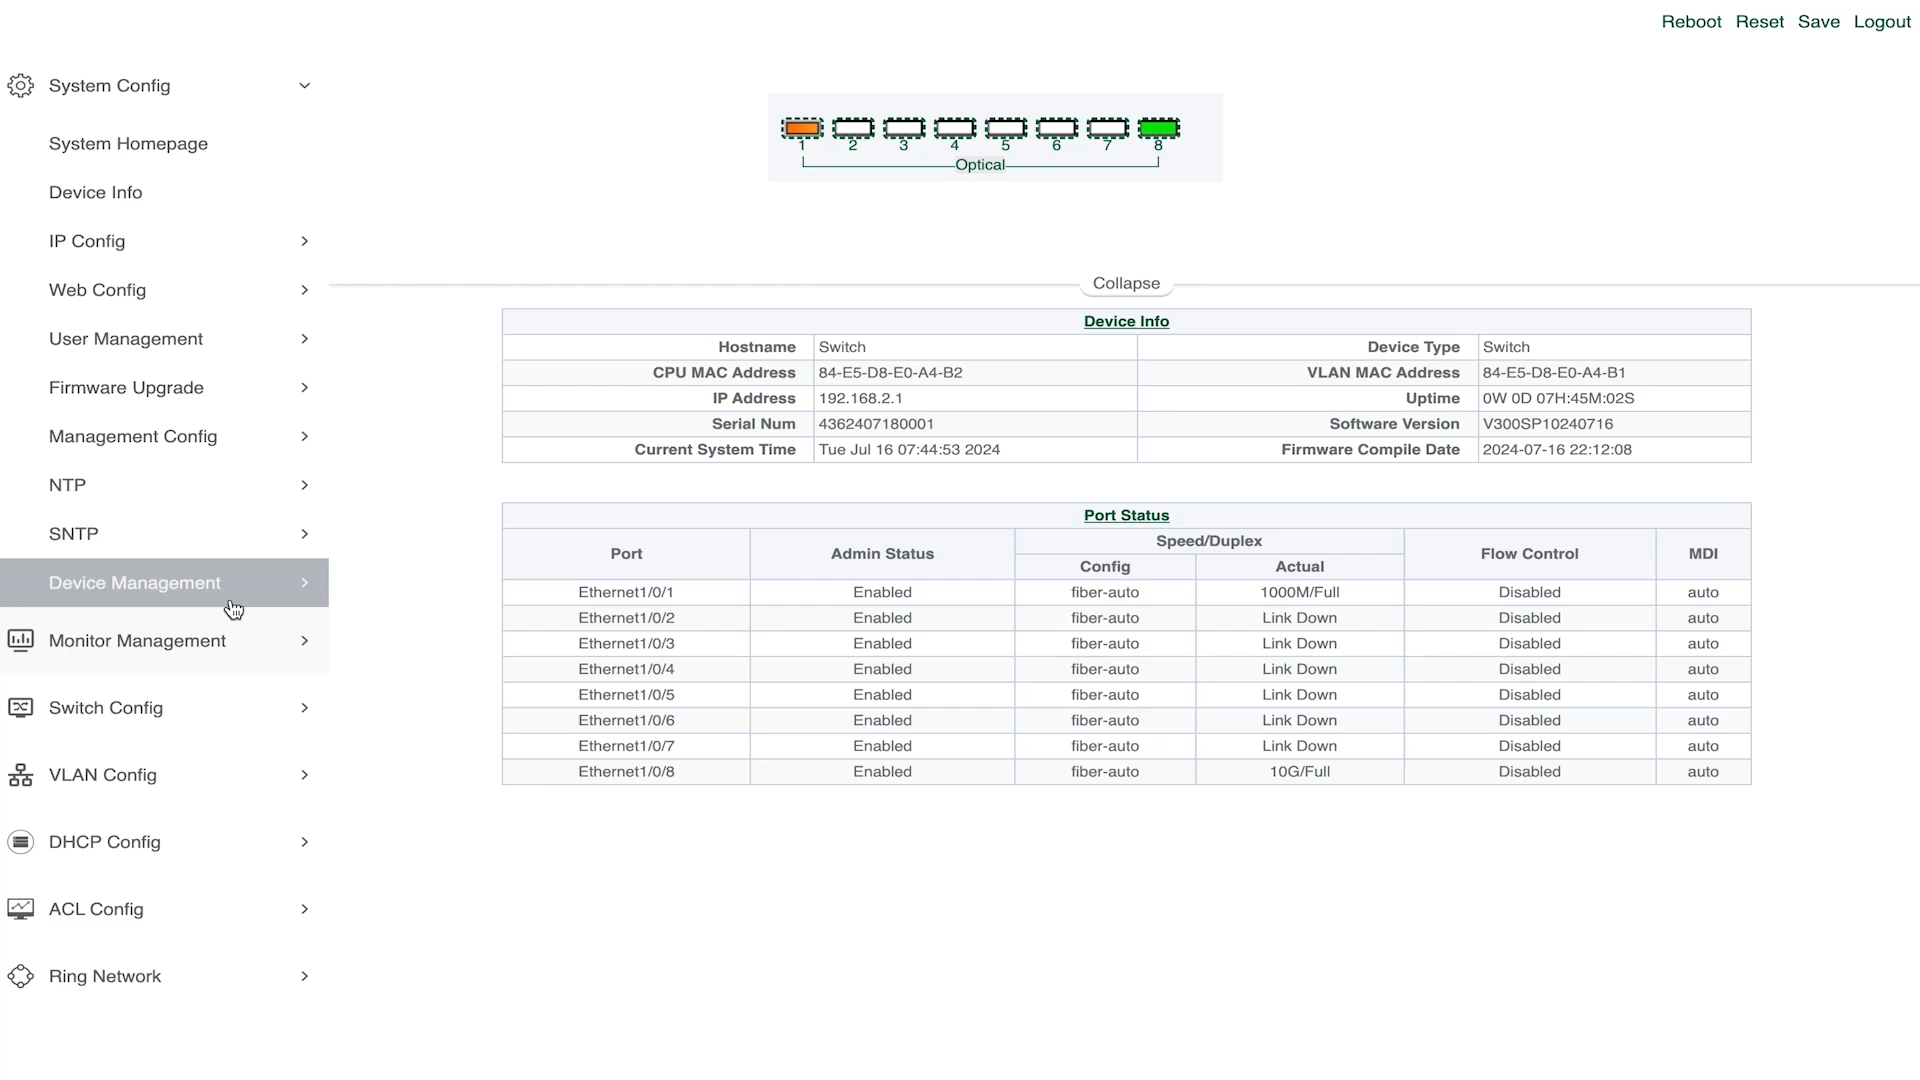 Reboot Reset Save Logout
System Config
System Homepage
Device Info
IP Config
Web Config
User Management
Firmware Upgrade
Management Config
NTP
SNTP
Device Management
Monitor Management
Switch Config
VLAN Config
DHCP Config
ACL Config
Ring Network
1 2 3 4 5 6 7 8
Optical
Collapse
Device Info
Hostname Switch Device Type Switch
CPU MAC Address 84-E5-D8-E0-A4-B2 VLAN MAC Address 84-E5-D8-E0-A4-B1
IP Address 192.168.2.1 Uptime 0W 0D 07H:45M:02S
Serial Num 4362407180001 Software Version V300SP10240716
Current System Time Tue Jul 16 07:44:53 2024 Firmware Compile Date 2024-07-16 22:12:08
Port Status
Port Admin Status Speed/Duplex Flow Control MDI
Config Actual
Ethernet1/0/1 Enabled fiber-auto 1000M/Full Disabled auto
Ethernet1/0/2 Enabled fiber-auto Link Down Disabled auto
Ethernet1/0/3 Enabled fiber-auto Link Down Disabled auto
Ethernet1/0/4 Enabled fiber-auto Link Down Disabled auto
Ethernet1/0/5 Enabled fiber-auto Link Down Disabled auto
Ethernet1/0/6 Enabled fiber-auto Link Down Disabled auto
Ethernet1/0/7 Enabled fiber-auto Link Down Disabled auto
Ethernet1/0/8 Enabled fiber-auto 10G/Full Disabled auto